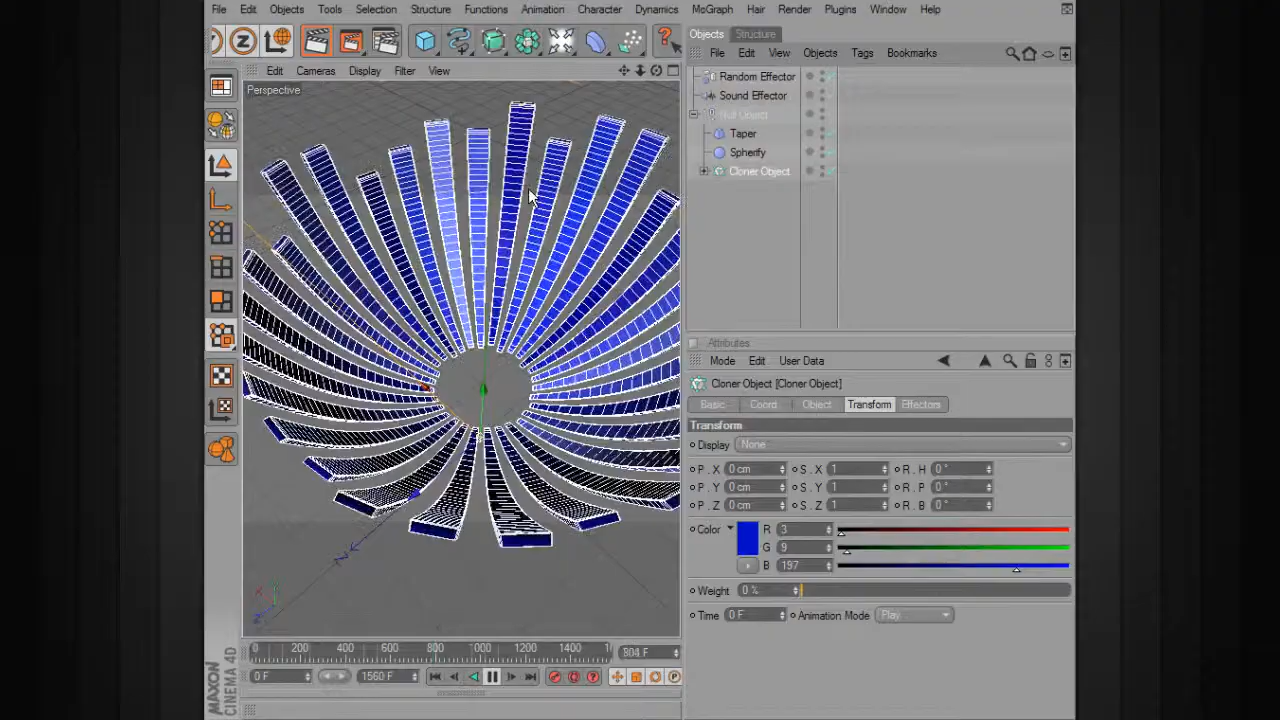 File Edit Objects Tools Selection Structure Functions Animation Character Dynamics MoGraph Hair Render Plugins Window Help
Objects Structure
File Edit View Objects Tags Bookmarks
Edit Cameras Display Filter View
Perspective
Random Effector
Sound Effector
Null Object
Taper
Spherify
Cloner Object
Attributes
Mode Edit User Data
Cloner Object [Cloner Object]
Basic Coord Object Transform Effectors
Transform
Display None
P . X 0 cm S . X 1 R . H 0 °
P . Y 0 cm S . Y 1 R . P 0 °
P . Z 0 cm S . Z 1 R . B 0 °
Color R 3
G 9
B 197
Weight 0 %
Time 0 F Animation Mode Play
0 200 400 600 800 1000 1200 1400 1 804 F
0 F 1560 F
MAXON
CINEMA 4D